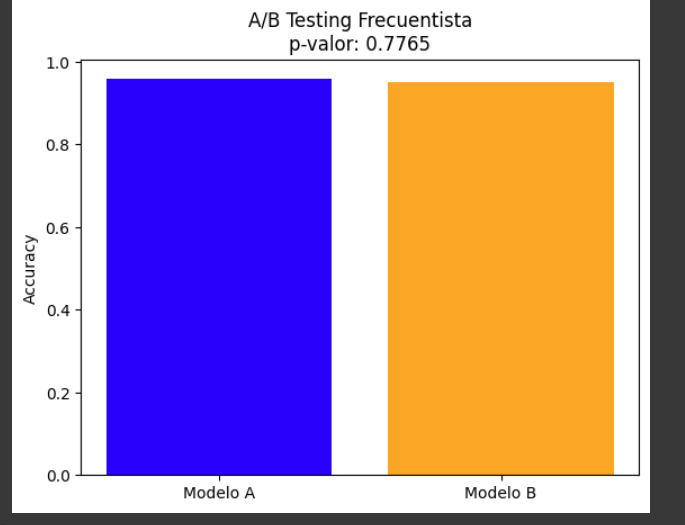 A/B Testing Frecuentista
p-valor: 0.7765
1.0
0.8
0.6
0.4
0.2
0.0
Accuracy
Modelo A
Modelo B